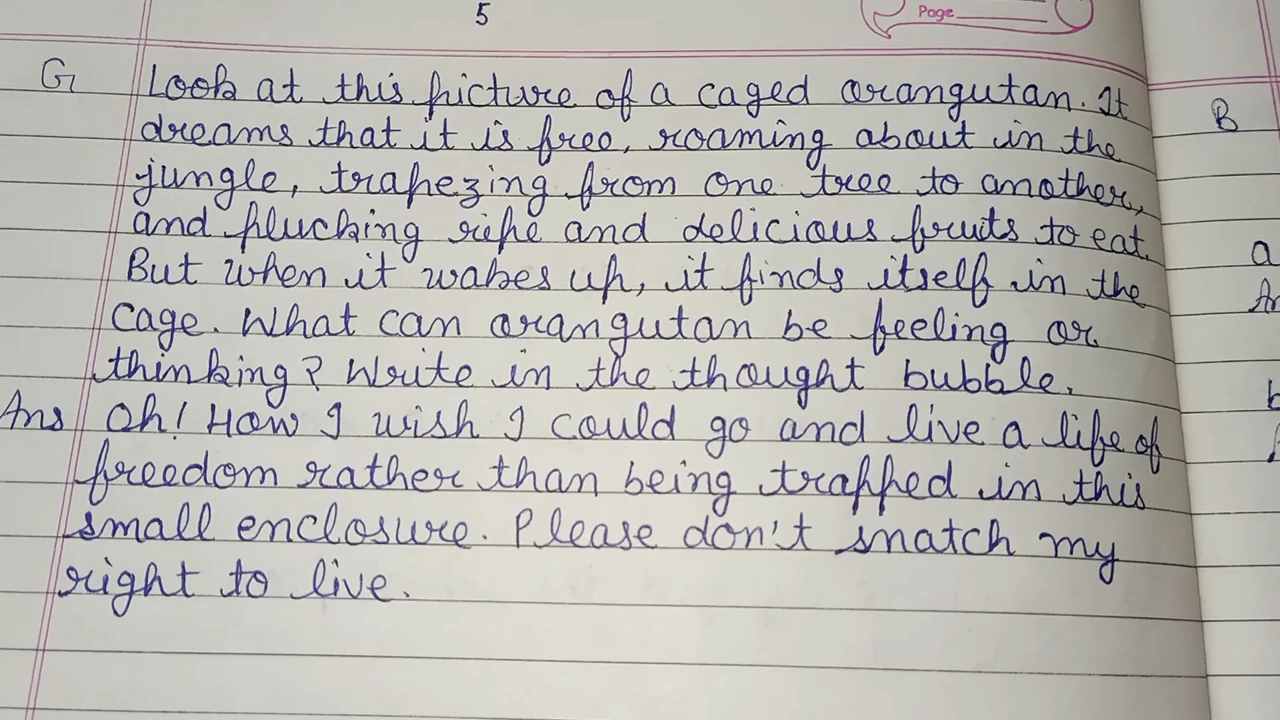 5
Page
G Look at this picture of a caged orangutan. It
dreams that it is free, roaming about in the
jungle, trapezing from one tree to another,
and plucking ripe and delicious fruits to eat.
But when it wakes up, it finds itself in the
cage. What can orangutan be feeling or
thinking? Write in the thought bubble.
Ans Oh! How I wish I could go and live a life of
freedom rather than being trapped in this
small enclosure. Please don't snatch my
right to live.
B
a
An